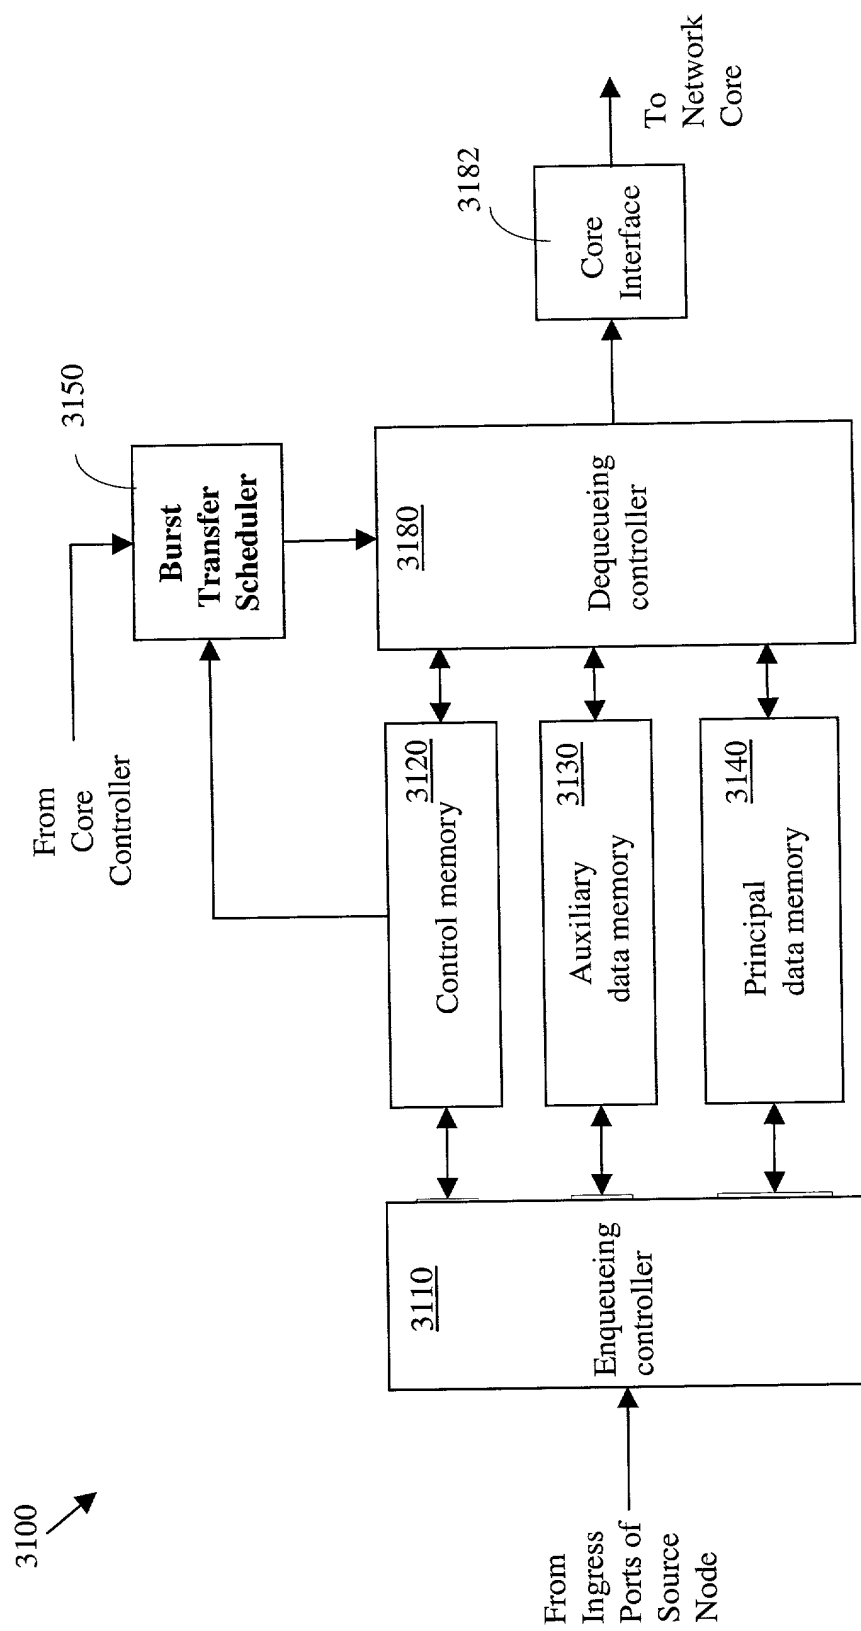 3100
From
Ingress
Ports of
Source
Node
3110
Enqueueing
controller
From
Core
Controller
3120
Control memory
3130
Auxiliary
data memory
3140
Principal
data memory
3150
Burst
Transfer
Scheduler
3180
Dequeueing
controller
3182
Core
Interface
To
Network
Core